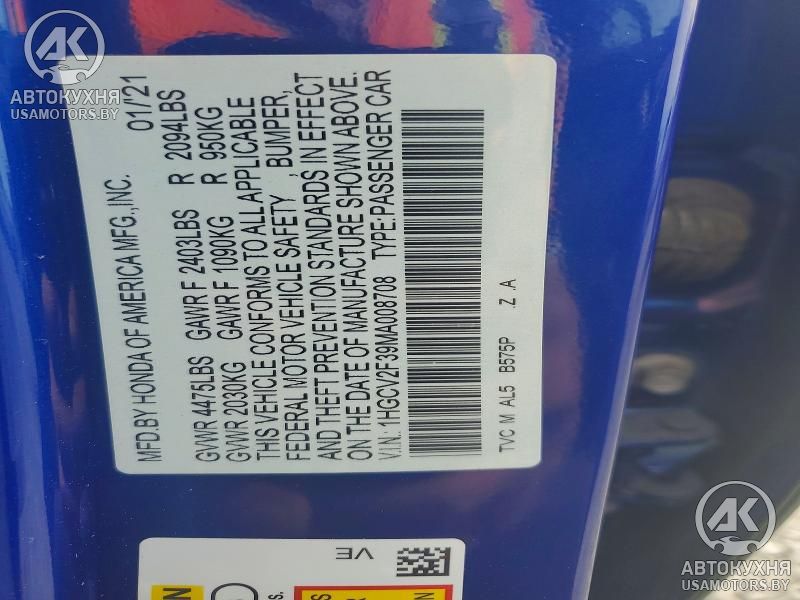 MFD.BY HONDA OF AMERICA MFG.,INC. 01/'21
GVWR 4475LBS GAWR F 2403LBS R 2094LBS
GVWR 2030KG GAWR F 1090KG R 950KG
THIS VEHICLE CONFORMS TO ALL APPLICABLE
FEDERAL MOTOR VEHICLE SAFETY , BUMPER,
AND THEFT PREVENTION STANDARDS IN EFFECT
ON THE DATE OF MANUFACTURE SHOWN ABOVE.
V.I.N.: 1HGCV2F39MA008708 TYPE:PASSENGER CAR
TVC M AL5 B575P .Z .A
VE
AK
АВТОКУХНЯ
USAMOTORS.BY
AK
АВТОКУХНЯ
USAMOTORS.BY